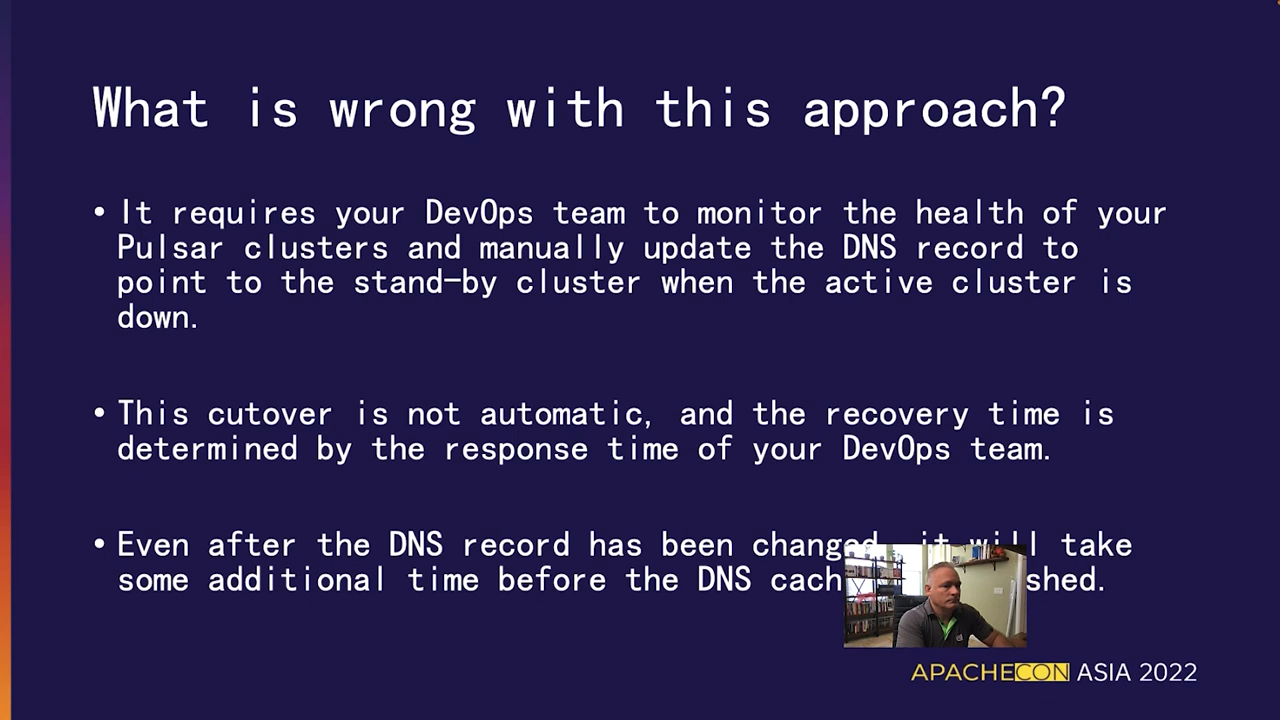 What is wrong with this approach?
• It requires your DevOps team to monitor the health of your
Pulsar clusters and manually update the DNS record to
point to the stand-by cluster when the active cluster is
down.
• This cutover is not automatic, and the recovery time is
determined by the response time of your DevOps team.
• Even after the DNS record has been changed, it will take
some additional time before the DNS
APACHECON ASIA 2022